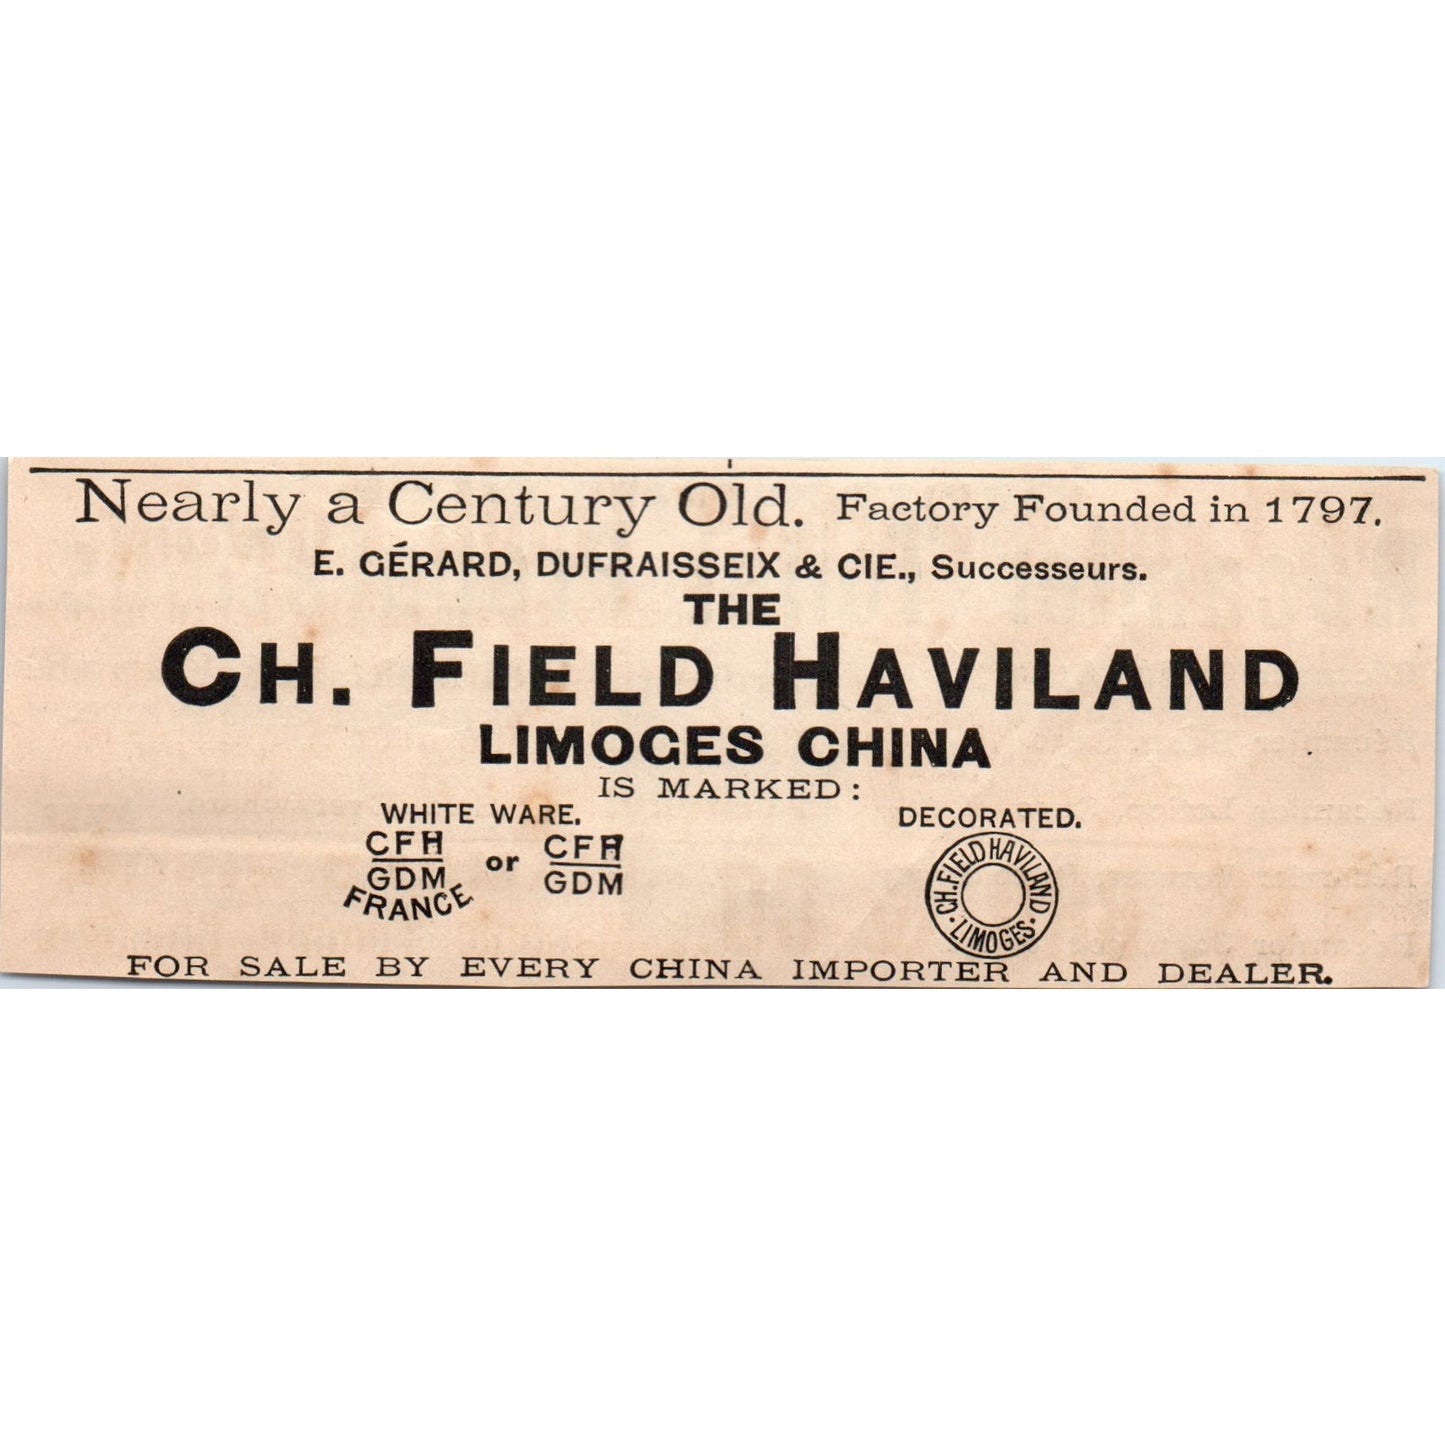 Nearly a Century Old. Factory Founded in 1797.
E. GÉRARD, DUFRAISSEIX & CIE., Successeurs.
THE
CH. FIELD HAVILAND
LIMOGES CHINA
IS MARKED:
WHITE WARE. DECORATED.
CFH
GDM
FRANCE
or
CFH
GDM
CH. FIELD HAVILAND
· LIMOGES ·
FOR SALE BY EVERY CHINA IMPORTER AND DEALER.